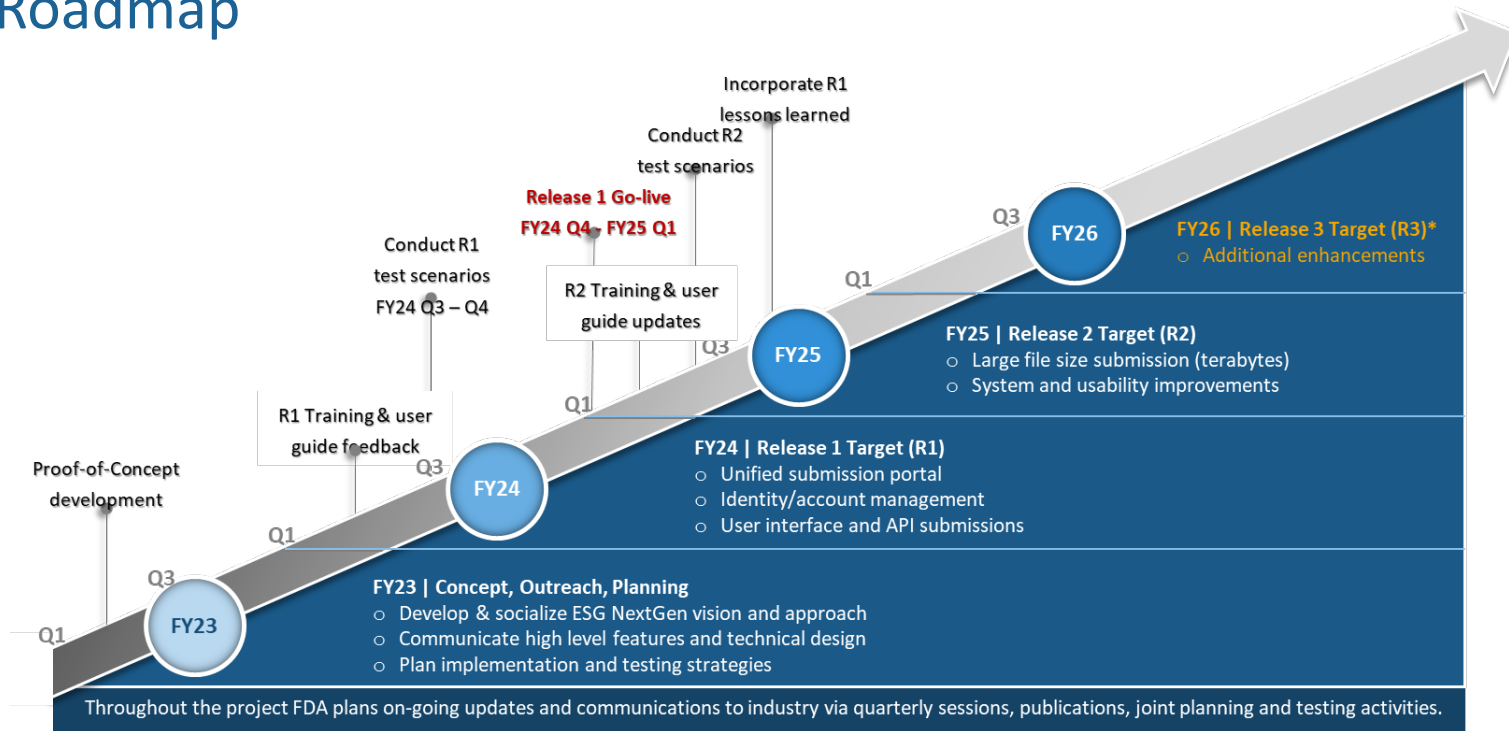 Roadmap
Incorporate R1
lessons learned
Conduct R2
test scenarios
Release 1 Go-live
FY24 Q4 - FY25 Q1
Conduct R1
test scenarios
FY24 Q3 – Q4
R2 Training & user
guide updates
R1 Training & user
guide feedback
Proof-of-Concept
development
Q1
Q3
Q1
Q3
Q1
Q3
Q1
Q3
FY23
FY24
FY25
FY26
FY26 | Release 3 Target (R3)*
o Additional enhancements
FY25 | Release 2 Target (R2)
o Large file size submission (terabytes)
o System and usability improvements
FY24 | Release 1 Target (R1)
o Unified submission portal
o Identity/account management
o User interface and API submissions
FY23 | Concept, Outreach, Planning
o Develop & socialize ESG NextGen vision and approach
o Communicate high level features and technical design
o Plan implementation and testing strategies
Throughout the project FDA plans on-going updates and communications to industry via quarterly sessions, publications, joint planning and testing activities.